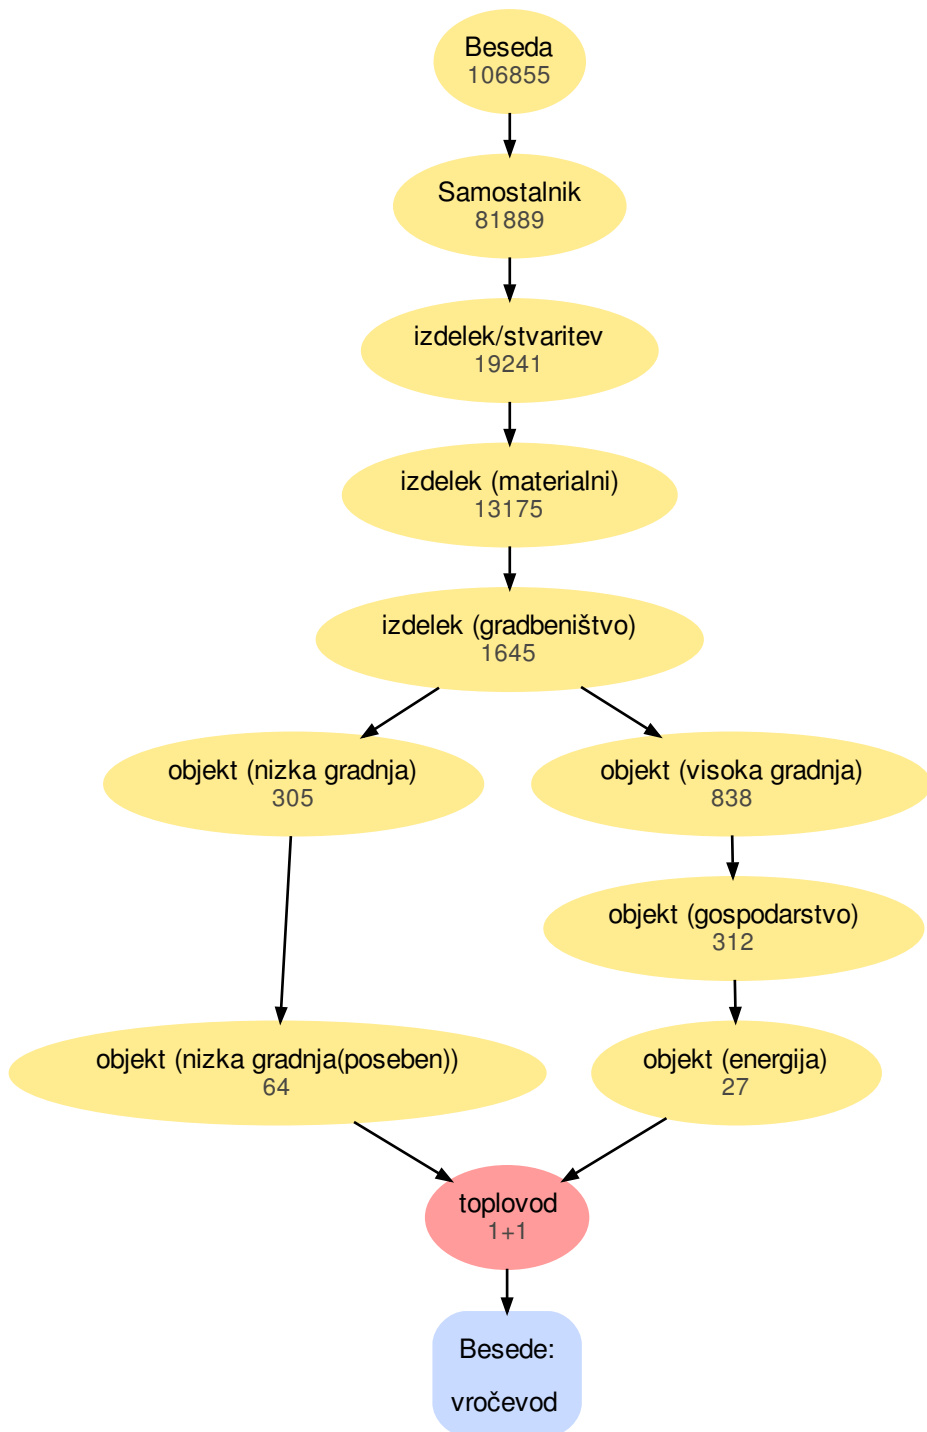 Beseda
106855
Samostalnik
81889
izdelek/stvaritev
19241
izdelek (materialni)
13175
izdelek (gradbeništvo)
1645
objekt (nizka gradnja)
305
objekt (visoka gradnja)
838
objekt (gospodarstvo)
312
objekt (nizka gradnja(poseben))
64
objekt (energija)
27
toplovod
1+1
Besede:
vročevod